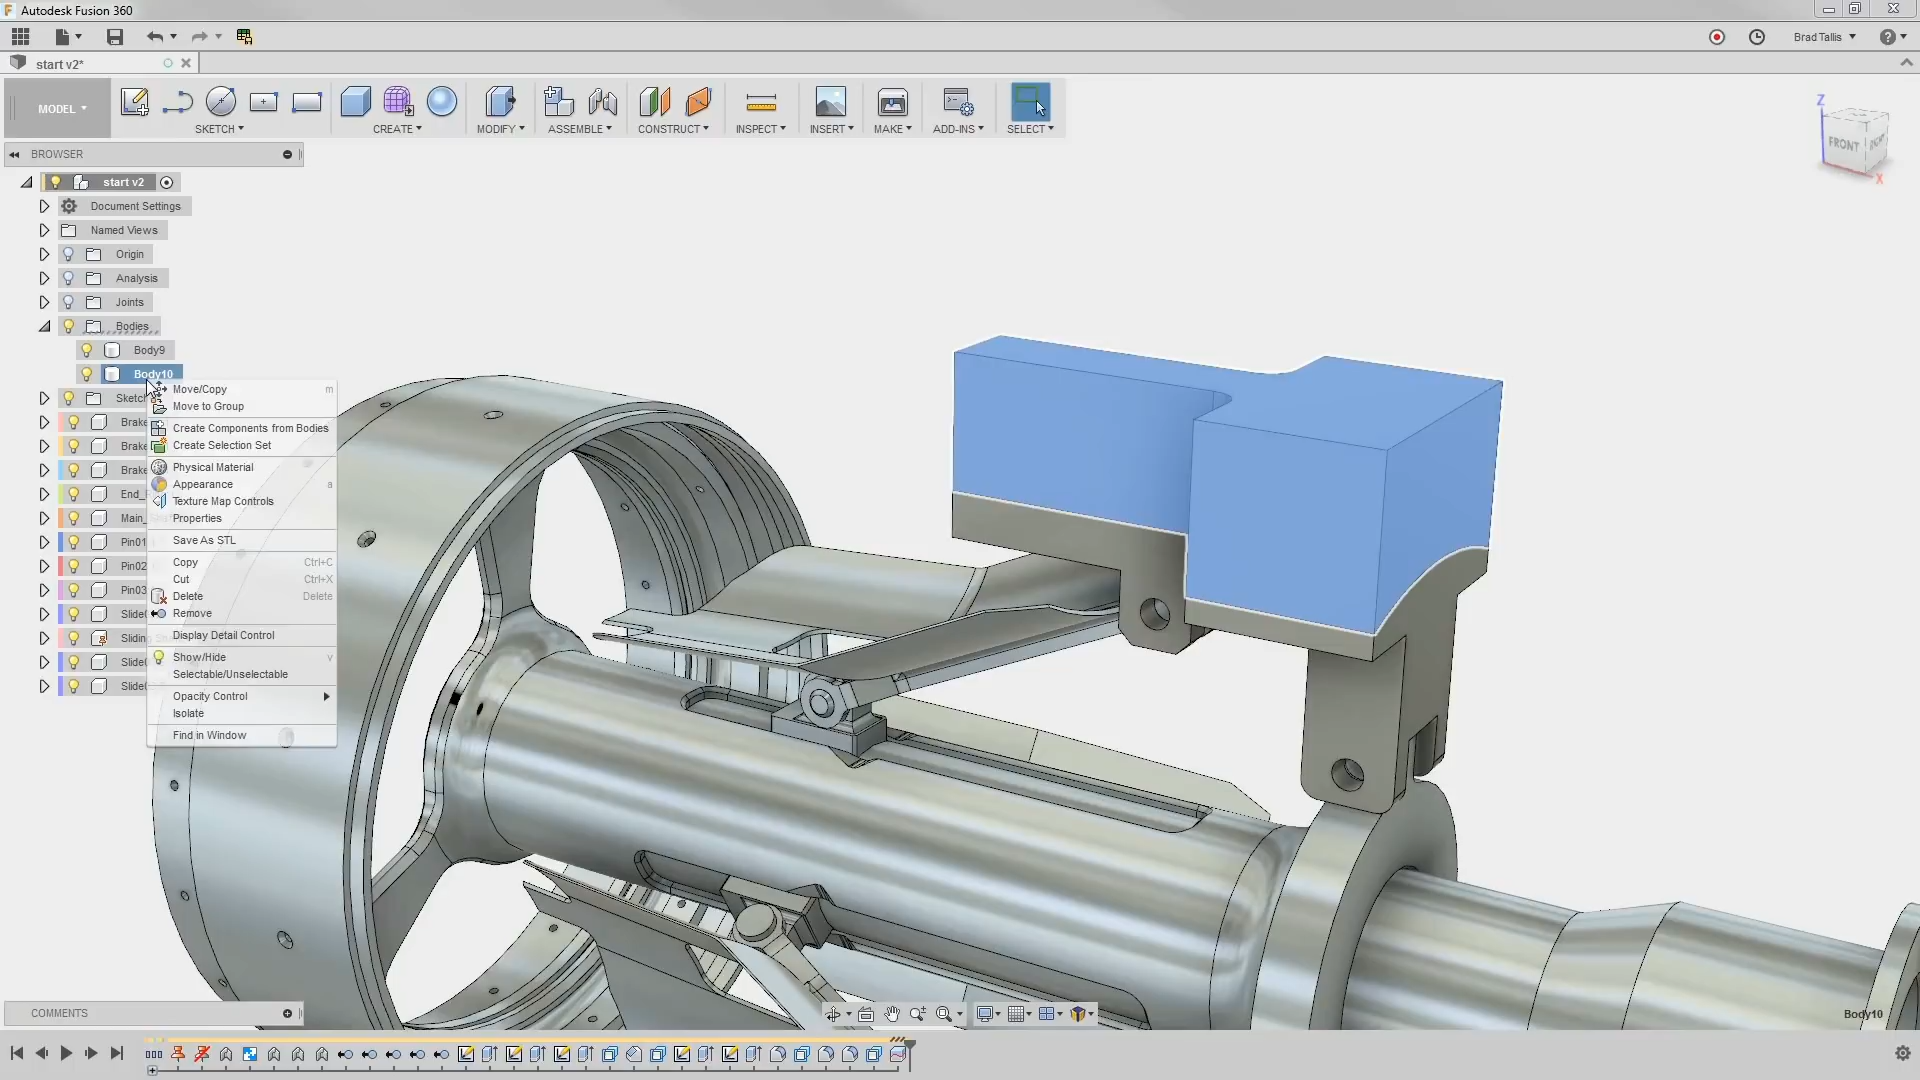 Autodesk Fusion 360
Brad Tallis
start v2*
MODEL
SKETCH
CREATE
MODIFY
ASSEMBLE
CONSTRUCT
INSPECT
INSERT
MAKE
ADD-INS
SELECT
Z
FRONT
RIGHT
X
BROWSER
start v2
Document Settings
Named Views
Origin
Analysis
Joints
Bodies
Body9
Body10
Sketch
Brake
Brake
Brake
End_
Main_
Pin01
Pin02
Pin03
Slide
Sliding
Slide
Slide
Move/Copy m
Move to Group
Create Components from Bodies
Create Selection Set
Physical Material
Appearance a
Texture Map Controls
Properties
Save As STL
Copy Ctrl+C
Cut Ctrl+X
Delete Delete
Remove
Display Detail Control
Show/Hide v
Selectable/Unselectable
Opacity Control
Isolate
Find in Window
COMMENTS
Body10